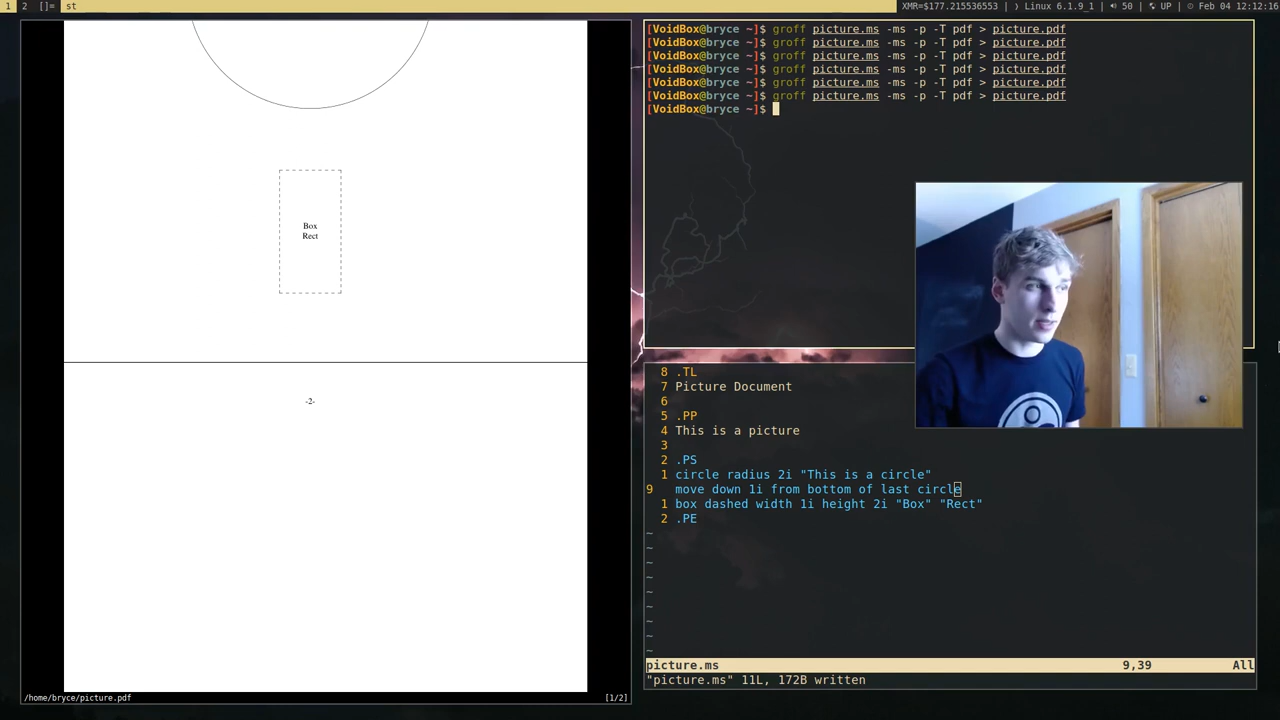 1 2 []= st XMR=$177.215536553 | Linux 6.1.9_1 | 50 | UP | Feb 04 12:12:16
Box
Rect
-2-
/home/bryce/picture.pdf [1/2]
[VoidBox@bryce ~]$ groff picture.ms -ms -p -T pdf > picture.pdf
[VoidBox@bryce ~]$ groff picture.ms -ms -p -T pdf > picture.pdf
[VoidBox@bryce ~]$ groff picture.ms -ms -p -T pdf > picture.pdf
[VoidBox@bryce ~]$ groff picture.ms -ms -p -T pdf > picture.pdf
[VoidBox@bryce ~]$ groff picture.ms -ms -p -T pdf > picture.pdf
[VoidBox@bryce ~]$ groff picture.ms -ms -p -T pdf > picture.pdf
[VoidBox@bryce ~]$
8 .TL
7 Picture Document
6
5 .PP
4 This is a picture
3
2 .PS
1 circle radius 2i "This is a circle"
9 move down 1i from bottom of last circle
1 box dashed width 1i height 2i "Box" "Rect"
2 .PE
~
~
~
~
~
~
~
~
~
picture.ms 9,39 All
"picture.ms" 11L, 172B written